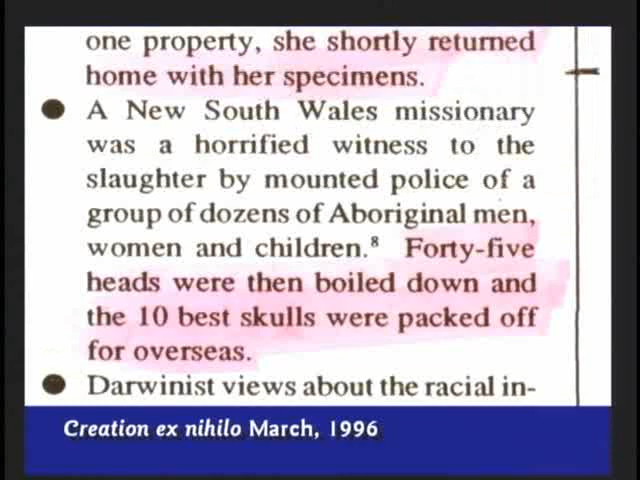 one property, she shortly returned
home with her specimens.
● A New South Wales missionary
was a horrified witness to the
slaughter by mounted police of a
group of dozens of Aboriginal men,
women and children.⁸ Forty-five
heads were then boiled down and
the 10 best skulls were packed off
for overseas.
● Darwinist views about the racial in-
Creation ex nihilo March, 1996